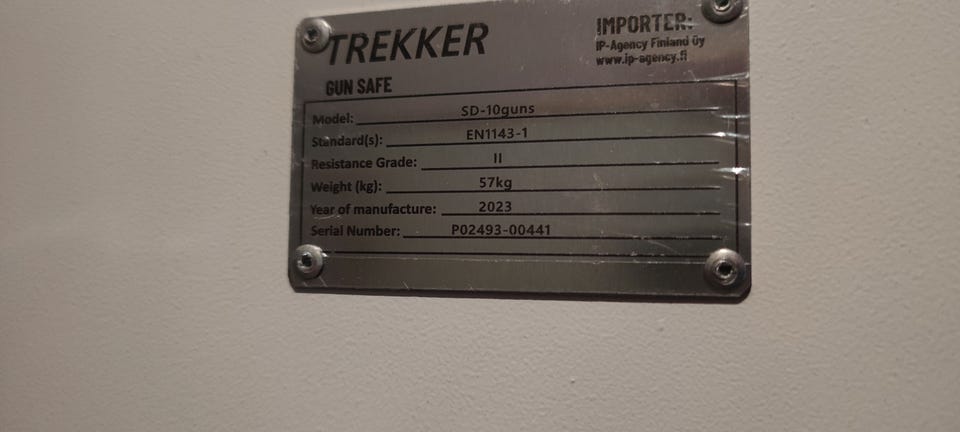 TREKKER
IMPORTER:
IP-Agency Finland Oy
www.ip-agency.fi
GUN SAFE
Model: SD-10guns
Standard(s): EN1143-1
Resistance Grade: II
Weight (kg): 57kg
Year of manufacture: 2023
Serial Number: P02493-00441